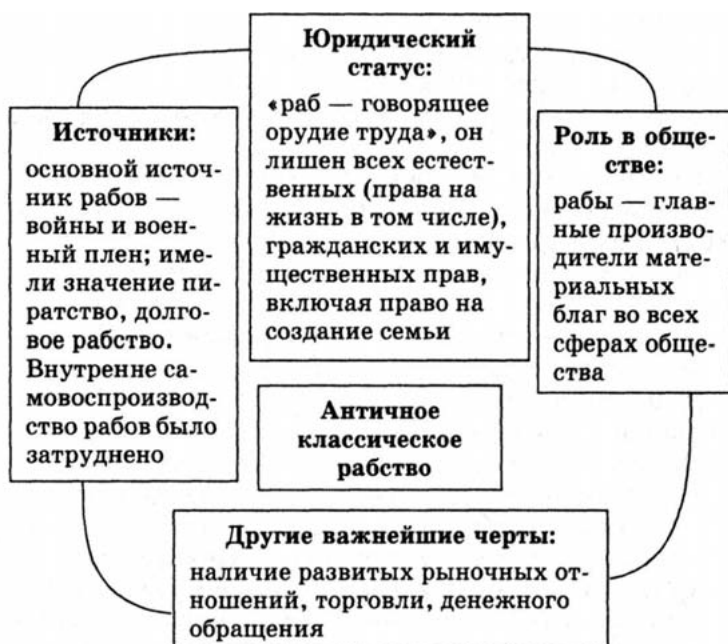 Юридический
статус:
«раб — говорящее
орудие труда», он
лишен всех естест-
венных (права на
жизнь в том числе),
гражданских и иму-
щественных прав,
включая право на
создание семьи
Источники:
основной источ-
ник рабов —
войны и воен-
ный плен; име-
ли значение пи-
ратство, долго-
вое рабство.
Внутренне са-
мовоспроизвод-
ство рабов было
затруднено
Роль в обще-
стве:
рабы — глав-
ные произво-
дители мате-
риальных
благ во всех
сферах обще-
ства
Античное
классическое
рабство
Другие важнейшие черты:
наличие развитых рыночных от-
ношений, торговли, денежного
обращения